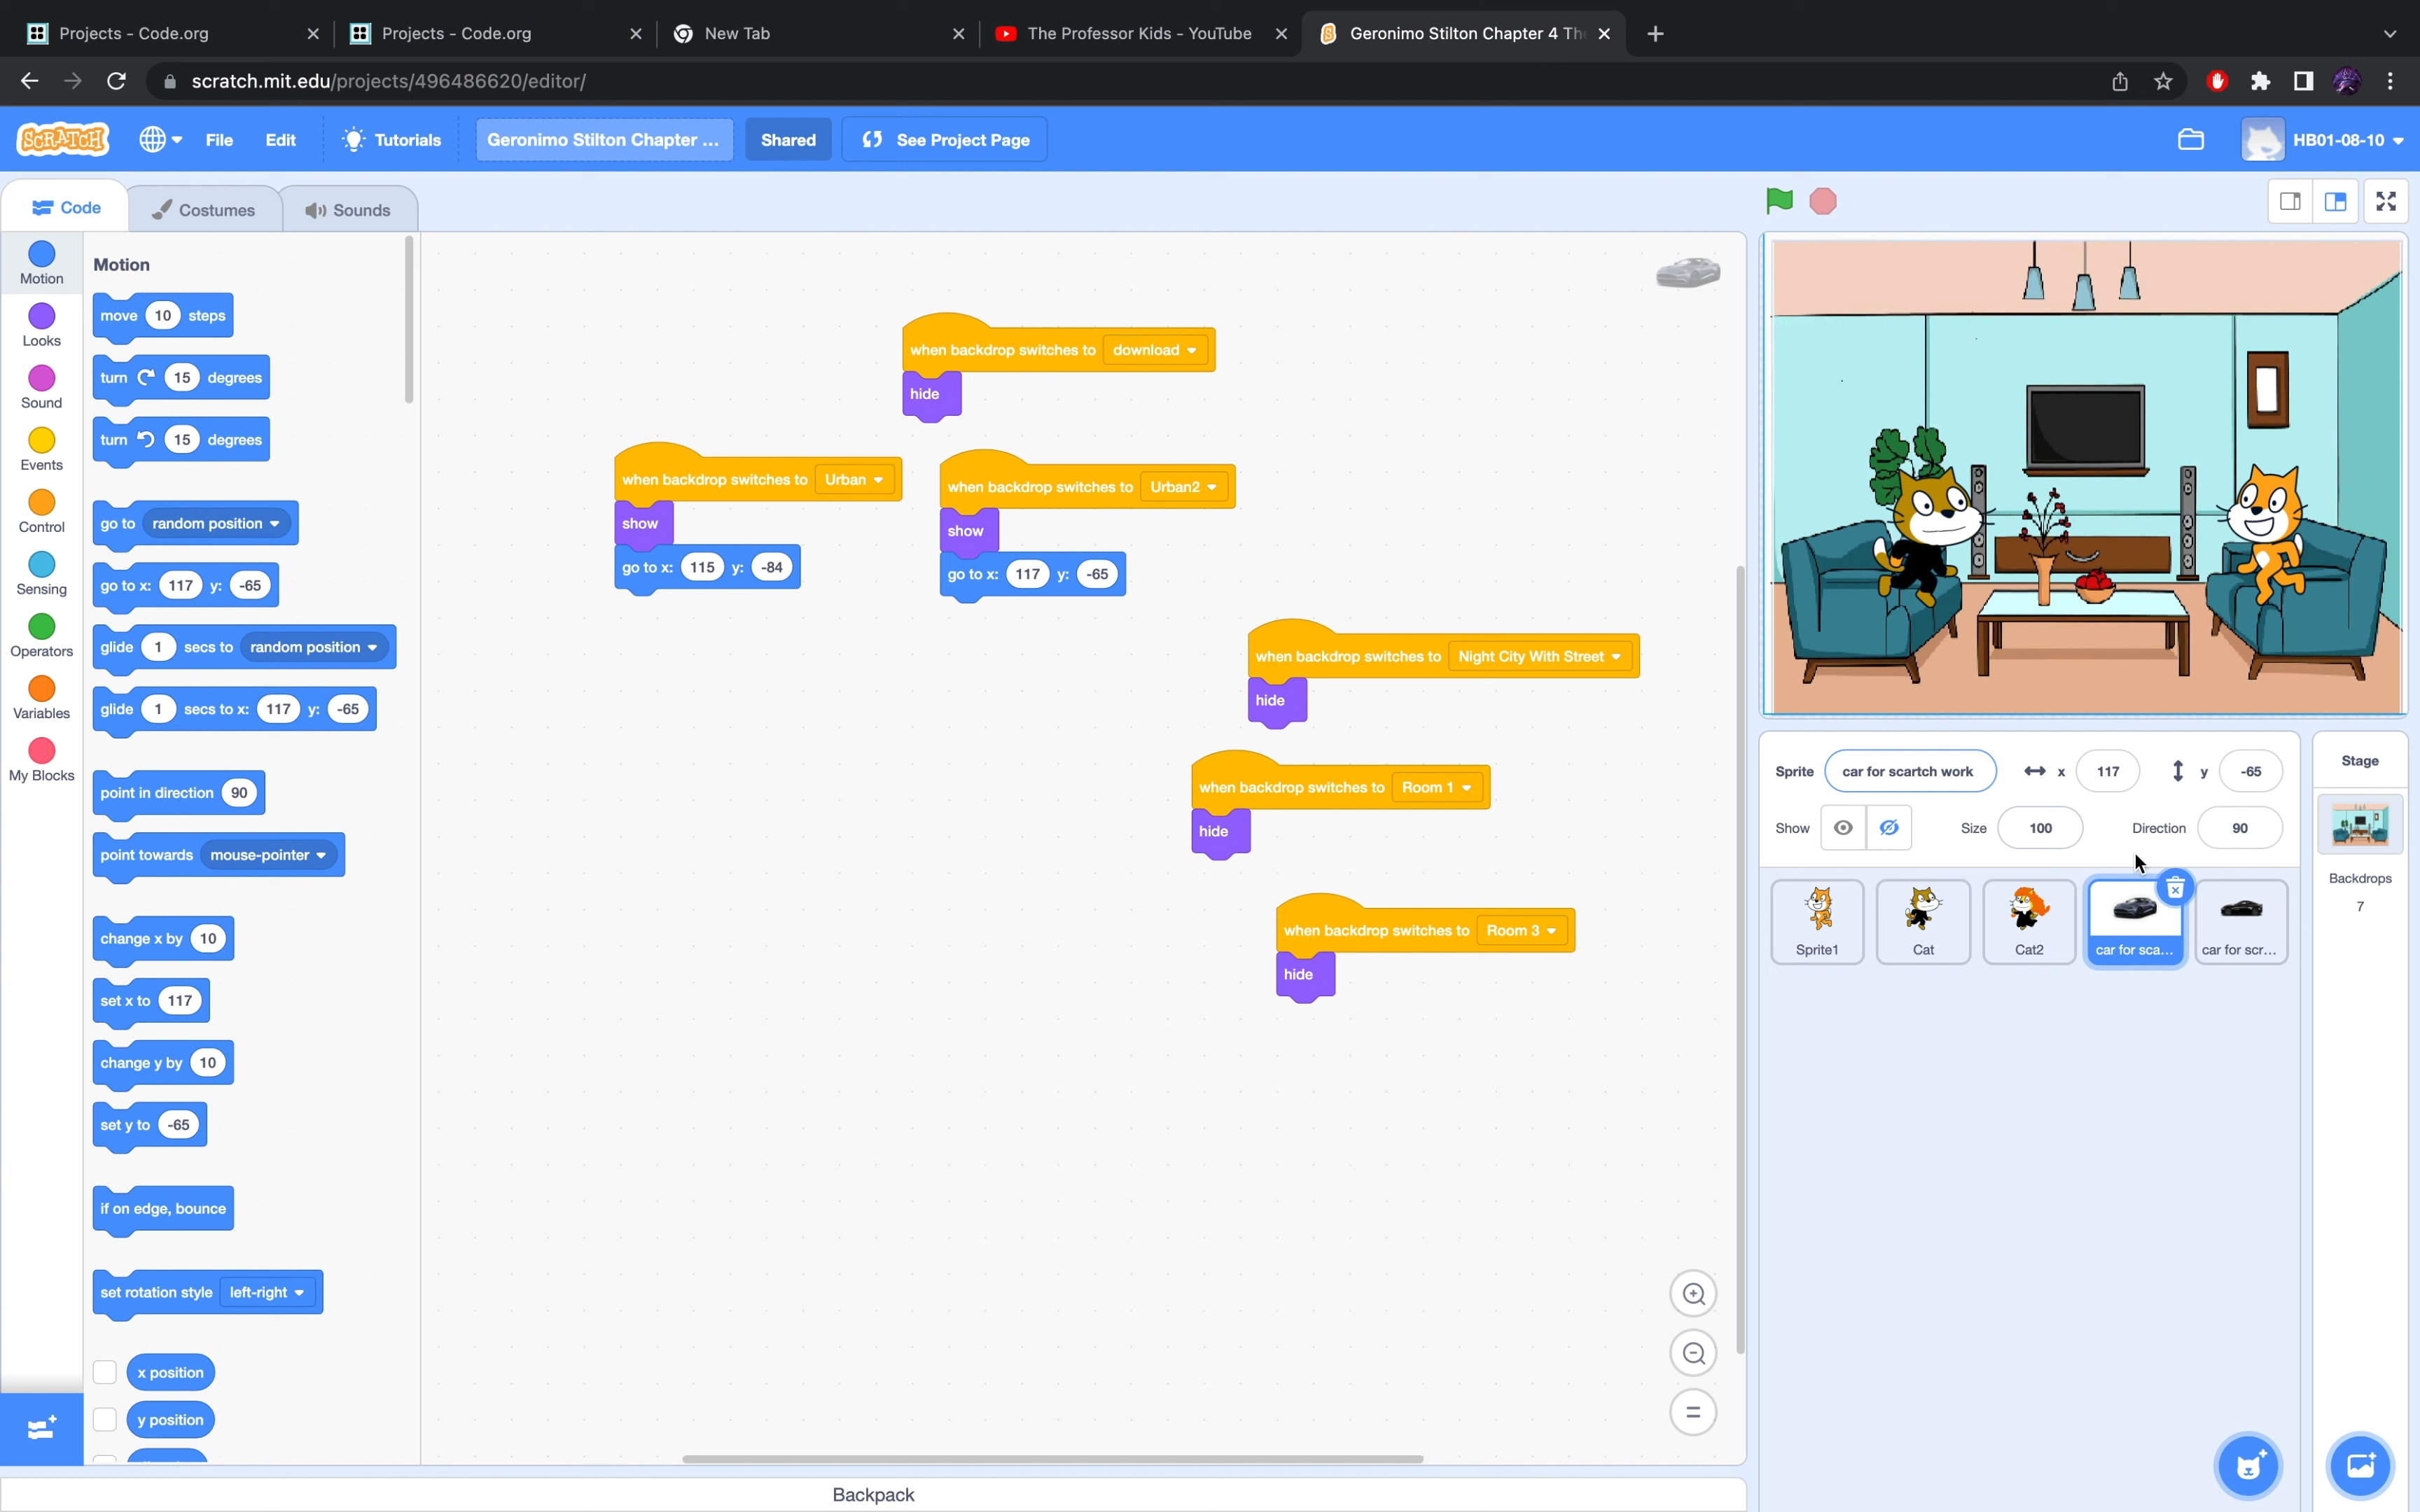 Projects - Code.org
Projects - Code.org
New Tab
The Professor Kids - YouTube
Geronimo Stilton Chapter 4 Th
scratch.mit.edu/projects/496486620/editor/
SCRATCH
File
Edit
Tutorials
Geronimo Stilton Chapter ...
Shared
See Project Page
HB01-08-10
Code
Costumes
Sounds
Motion
Looks
Sound
Events
Control
Sensing
Operators
Variables
My Blocks
Motion
move 10 steps
turn 15 degrees
turn 15 degrees
go to random position
go to x: 117 y: -65
glide 1 secs to random position
glide 1 secs to x: 117 y: -65
point in direction 90
point towards mouse-pointer
change x by 10
set x to 117
change y by 10
set y to -65
if on edge, bounce
set rotation style left-right
x position
y position
when backdrop switches to download
hide
when backdrop switches to Urban
show
go to x: 115 y: -84
when backdrop switches to Urban2
show
go to x: 117 y: -65
when backdrop switches to Night City With Street
hide
when backdrop switches to Room 1
hide
when backdrop switches to Room 3
hide
Backpack
Sprite car for scartch work x 117 y -65
Show Size 100 Direction 90
Sprite1
Cat
Cat2
car for sca...
car for scr...
Stage
Backdrops
7